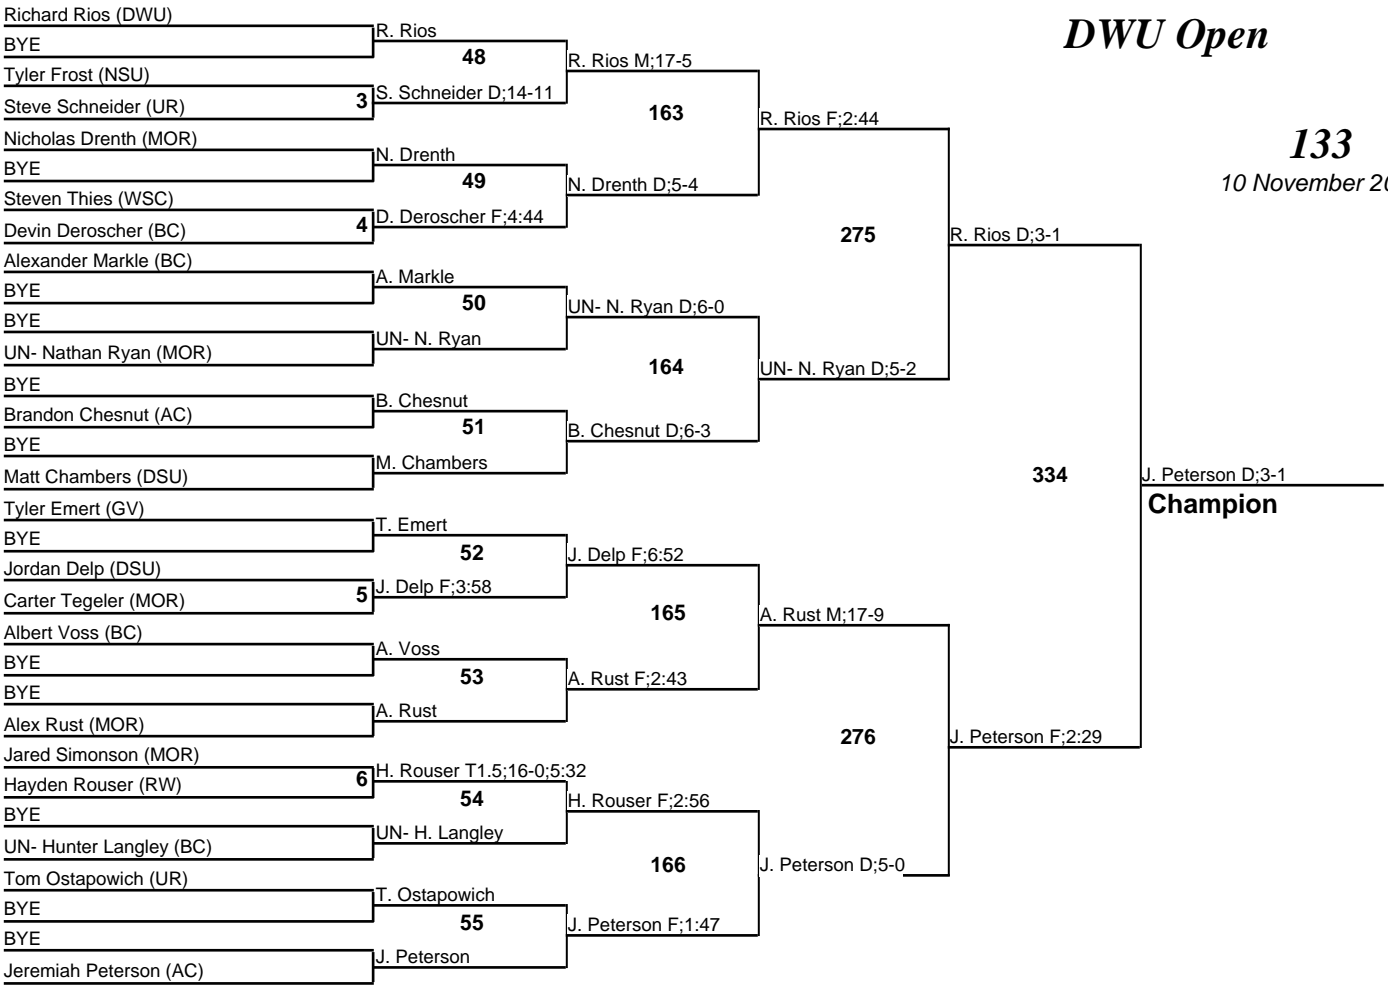 DWU Open
133
10 November 20
Richard Rios (DWU)
BYE
Tyler Frost (NSU)
Steve Schneider (UR)
Nicholas Drenth (MOR)
BYE
Steven Thies (WSC)
Devin Deroscher (BC)
Alexander Markle (BC)
BYE
BYE
UN- Nathan Ryan (MOR)
BYE
Brandon Chesnut (AC)
BYE
Matt Chambers (DSU)
Tyler Emert (GV)
BYE
Jordan Delp (DSU)
Carter Tegeler (MOR)
Albert Voss (BC)
BYE
BYE
Alex Rust (MOR)
Jared Simonson (MOR)
Hayden Rouser (RW)
BYE
UN- Hunter Langley (BC)
Tom Ostapowich (UR)
BYE
BYE
Jeremiah Peterson (AC)
3
4
5
6
R. Rios
48
S. Schneider D;14-11
N. Drenth
49
D. Deroscher F;4:44
A. Markle
50
UN- N. Ryan
B. Chesnut
51
M. Chambers
T. Emert
52
J. Delp F;3:58
A. Voss
53
A. Rust
H. Rouser T1.5;16-0;5:32
54
UN- H. Langley
T. Ostapowich
55
J. Peterson
R. Rios M;17-5
163
N. Drenth D;5-4
UN- N. Ryan D;6-0
164
B. Chesnut D;6-3
J. Delp F;6:52
165
A. Rust F;2:43
H. Rouser F;2:56
166
J. Peterson F;1:47
R. Rios F;2:44
275
UN- N. Ryan D;5-2
A. Rust M;17-9
276
J. Peterson D;5-0
R. Rios D;3-1
334
J. Peterson F;2:29
J. Peterson D;3-1
Champion